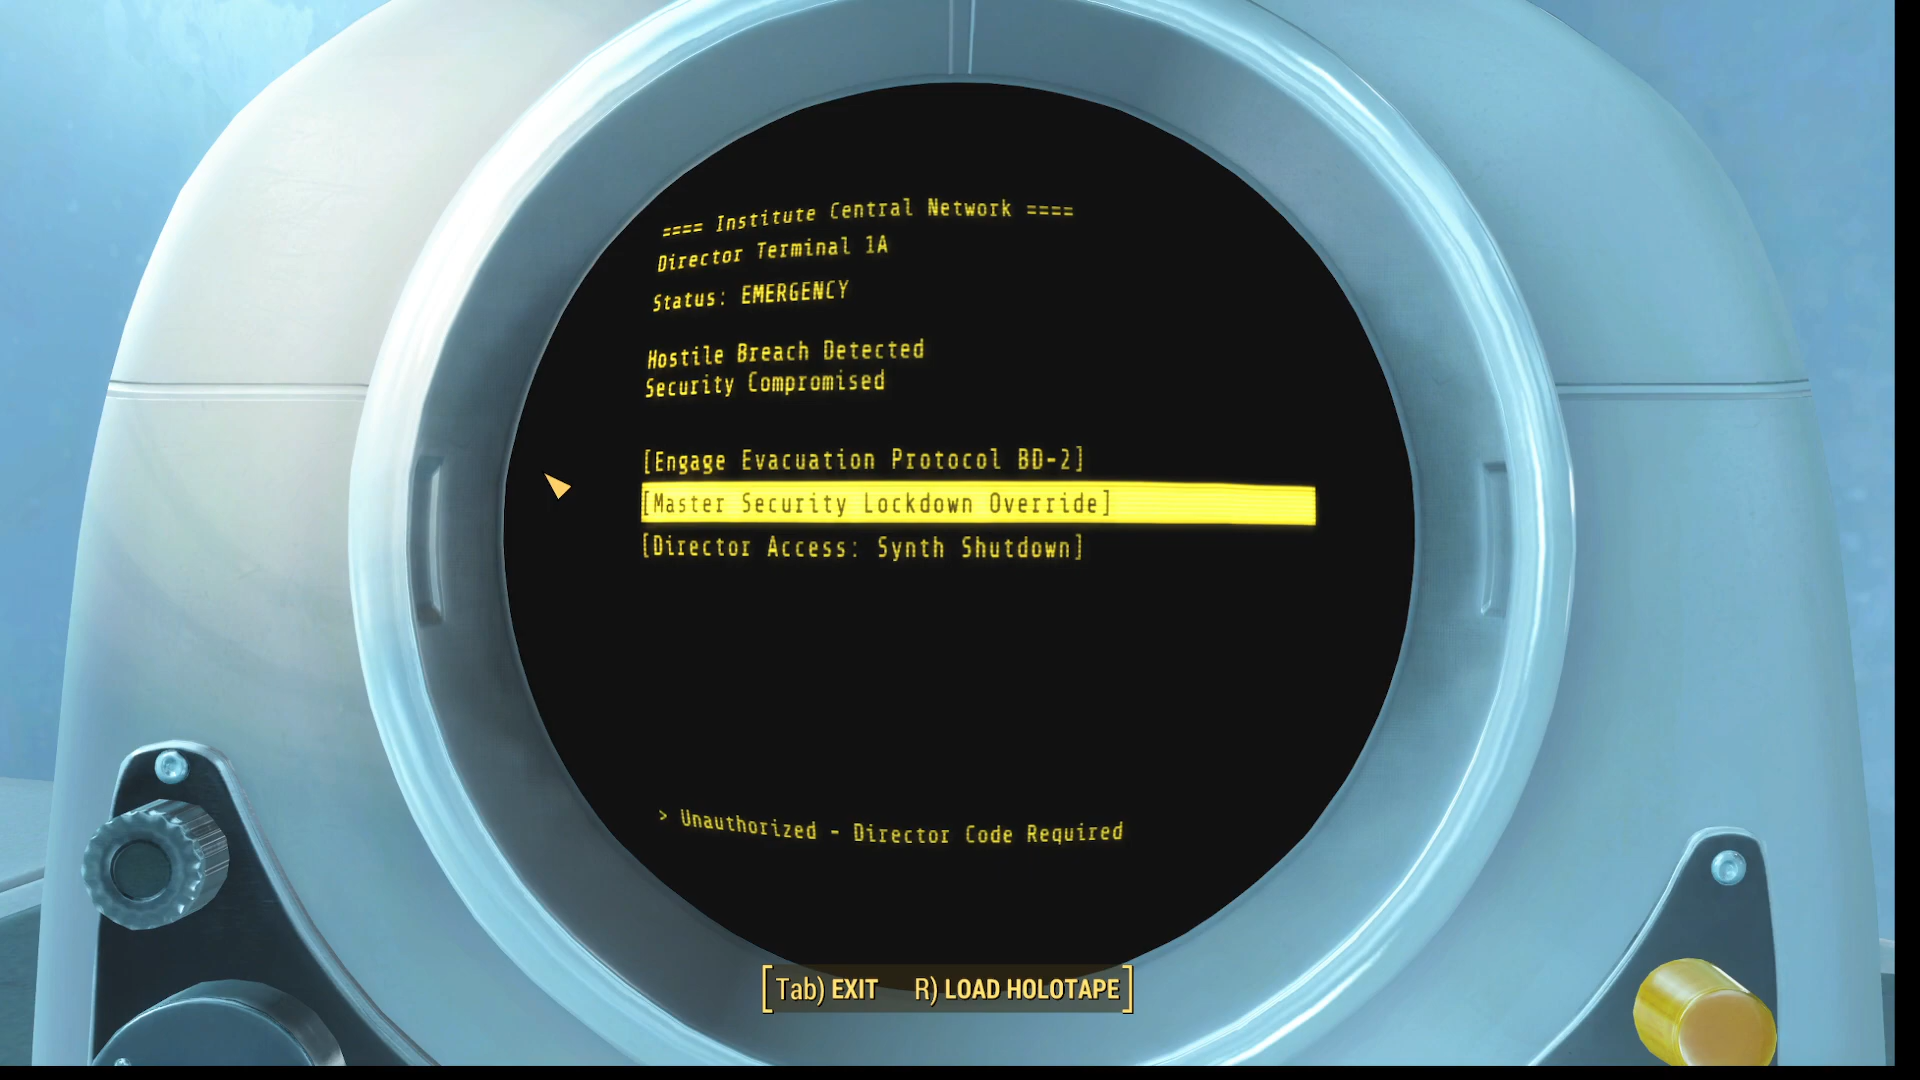 ==== Institute Central Network ====
Director Terminal 1A
Status: EMERGENCY
Hostile Breach Detected
Security Compromised
[Engage Evacuation Protocol BD-2]
[Master Security Lockdown Override]
[Director Access: Synth Shutdown]
> Unauthorized - Director Code Required
[Tab) EXIT R) LOAD HOLOTAPE]